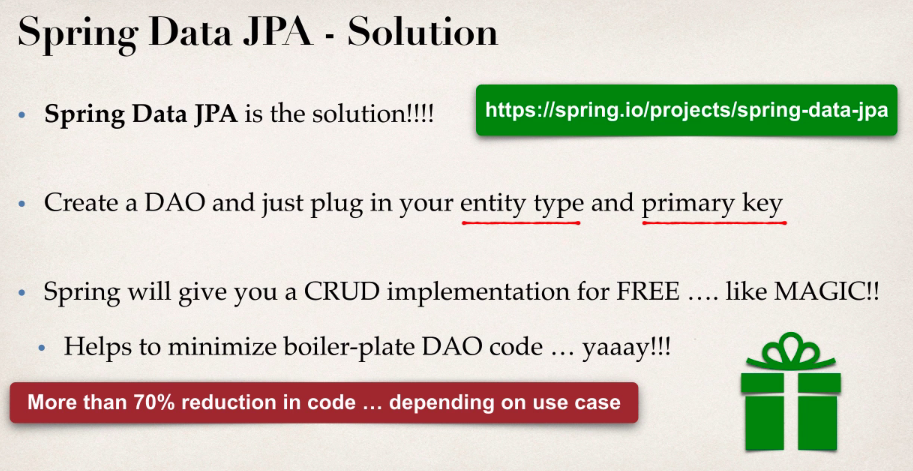 Spring Data JPA - Solution
• Spring Data JPA is the solution!!!!
https://spring.io/projects/spring-data-jpa
• Create a DAO and just plug in your entity type and primary key
• Spring will give you a CRUD implementation for FREE …. like MAGIC!!
• Helps to minimize boiler-plate DAO code … yaaay!!!
More than 70% reduction in code … depending on use case